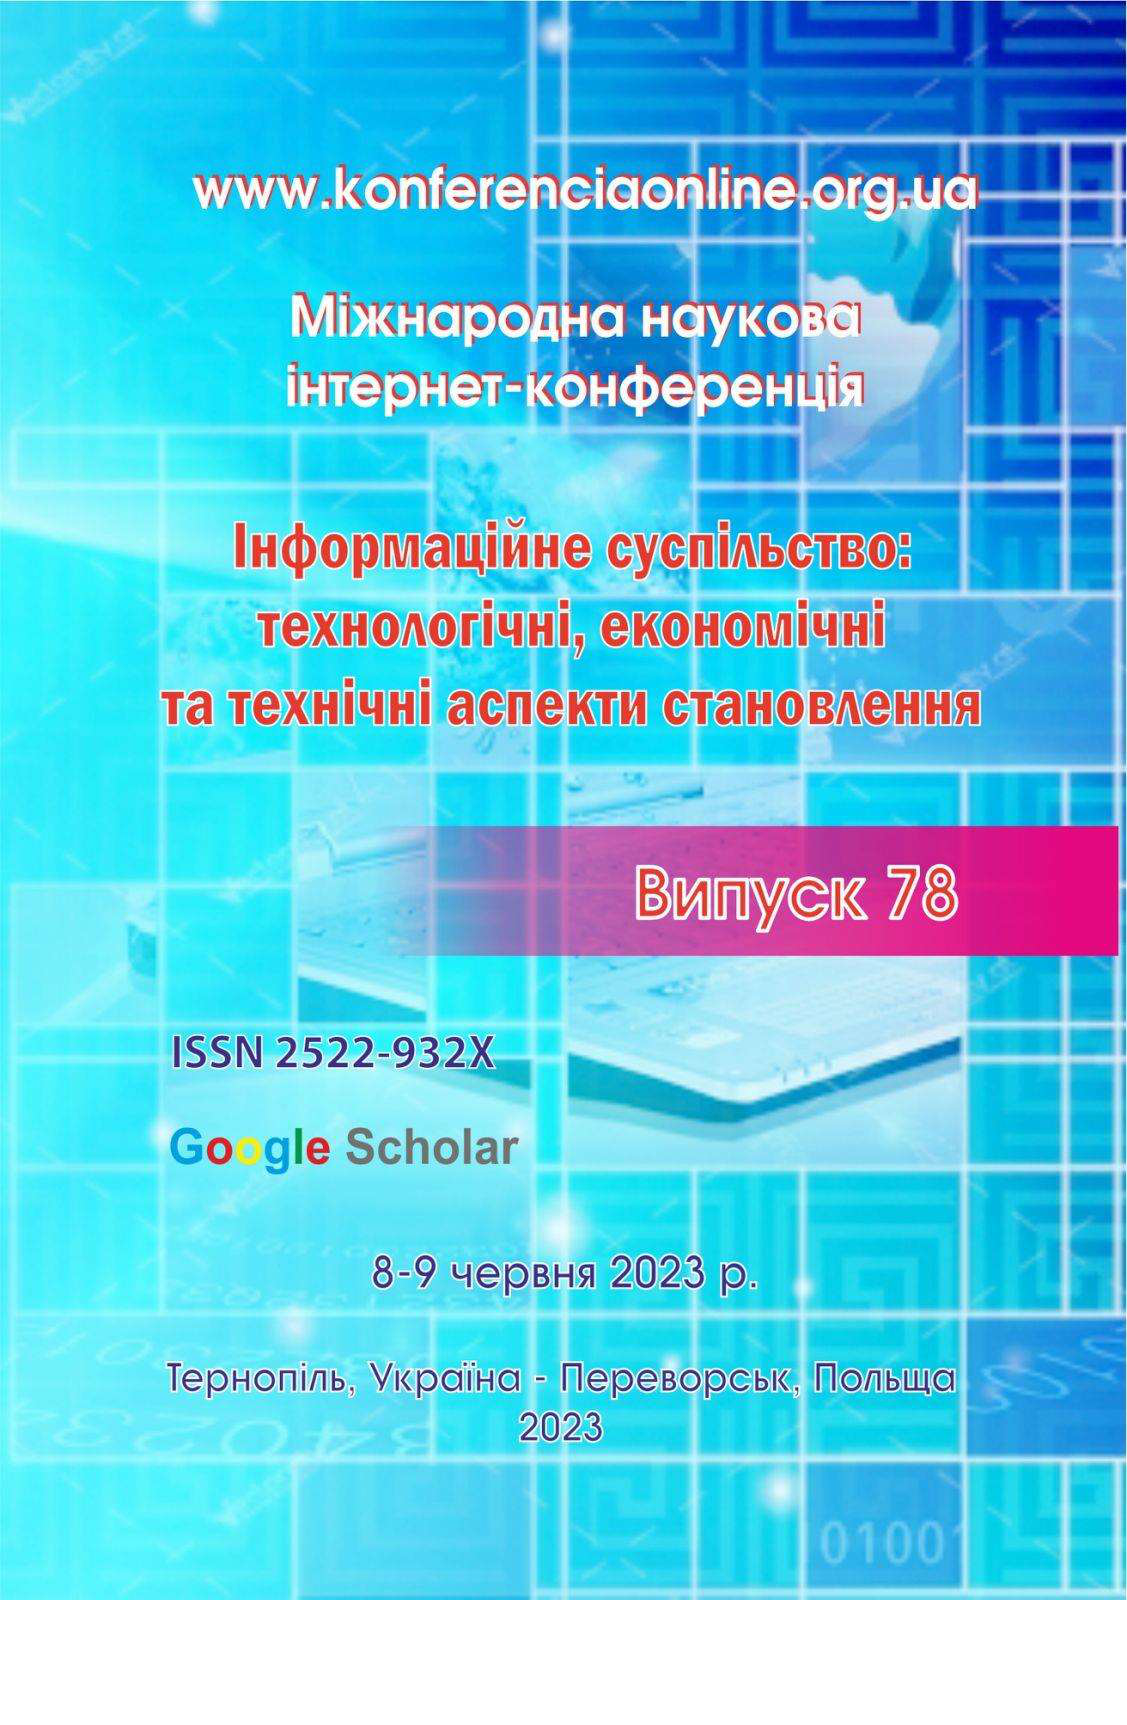 www.konferenciaonline.org.ua
Міжнародна наукова
інтернет-конференція
Інформаційне суспільство:
технологічні, економічні
та технічні аспекти становлення
Випуск 78
ISSN 2522-932X
Google Scholar
8-9 червня 2023 р.
Тернопіль, Україна - Переворськ, Польща
2023
01001